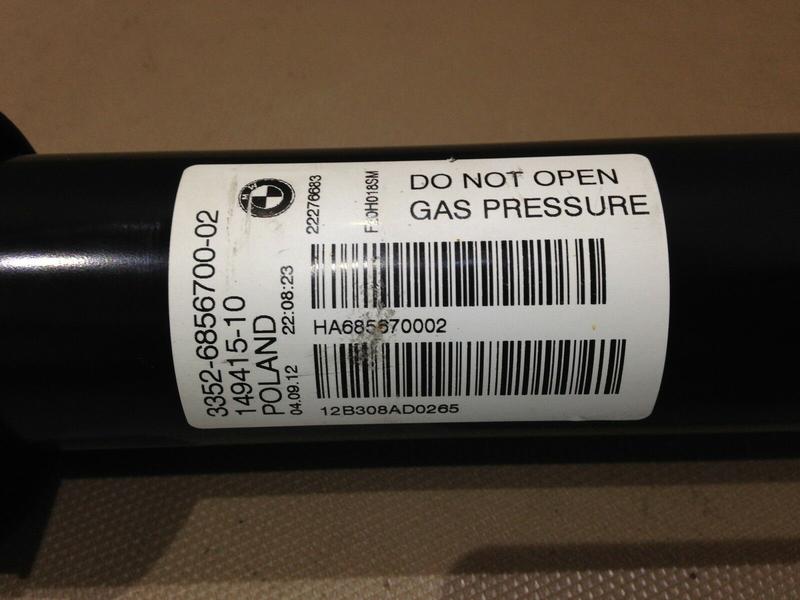 DO NOT OPEN
GAS PRESSURE
3352-6856700-02
149415-10
POLAND
04.09.12 22:08:23
22276683
HA685670002
12B308AD0265
BMW